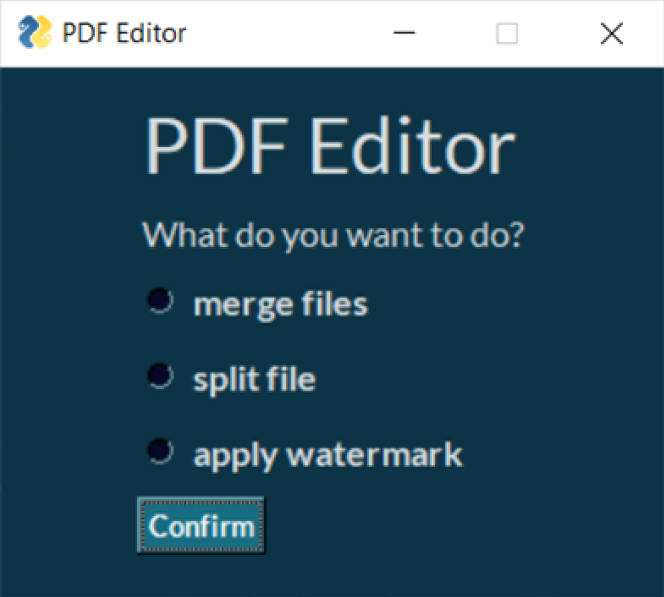 PDF Editor
PDF Editor
What do you want to do?
merge files
split file
apply watermark
Confirm